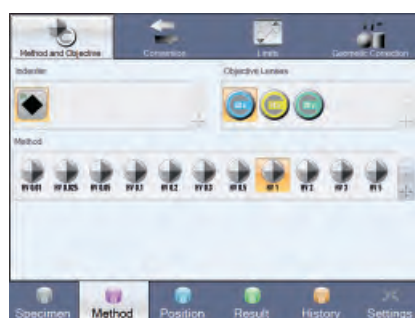 Method and Objective Conversion Limits Geometric Correction
Indenter Objective Lenses
Method
HV 0.01 HV 0.025 HV 0.05 HV 0.1 HV 0.2 HV 0.3 HV 0.5 HV 1 HV 2 HV 3 HV 5
Specimen Method Position Result History Settings